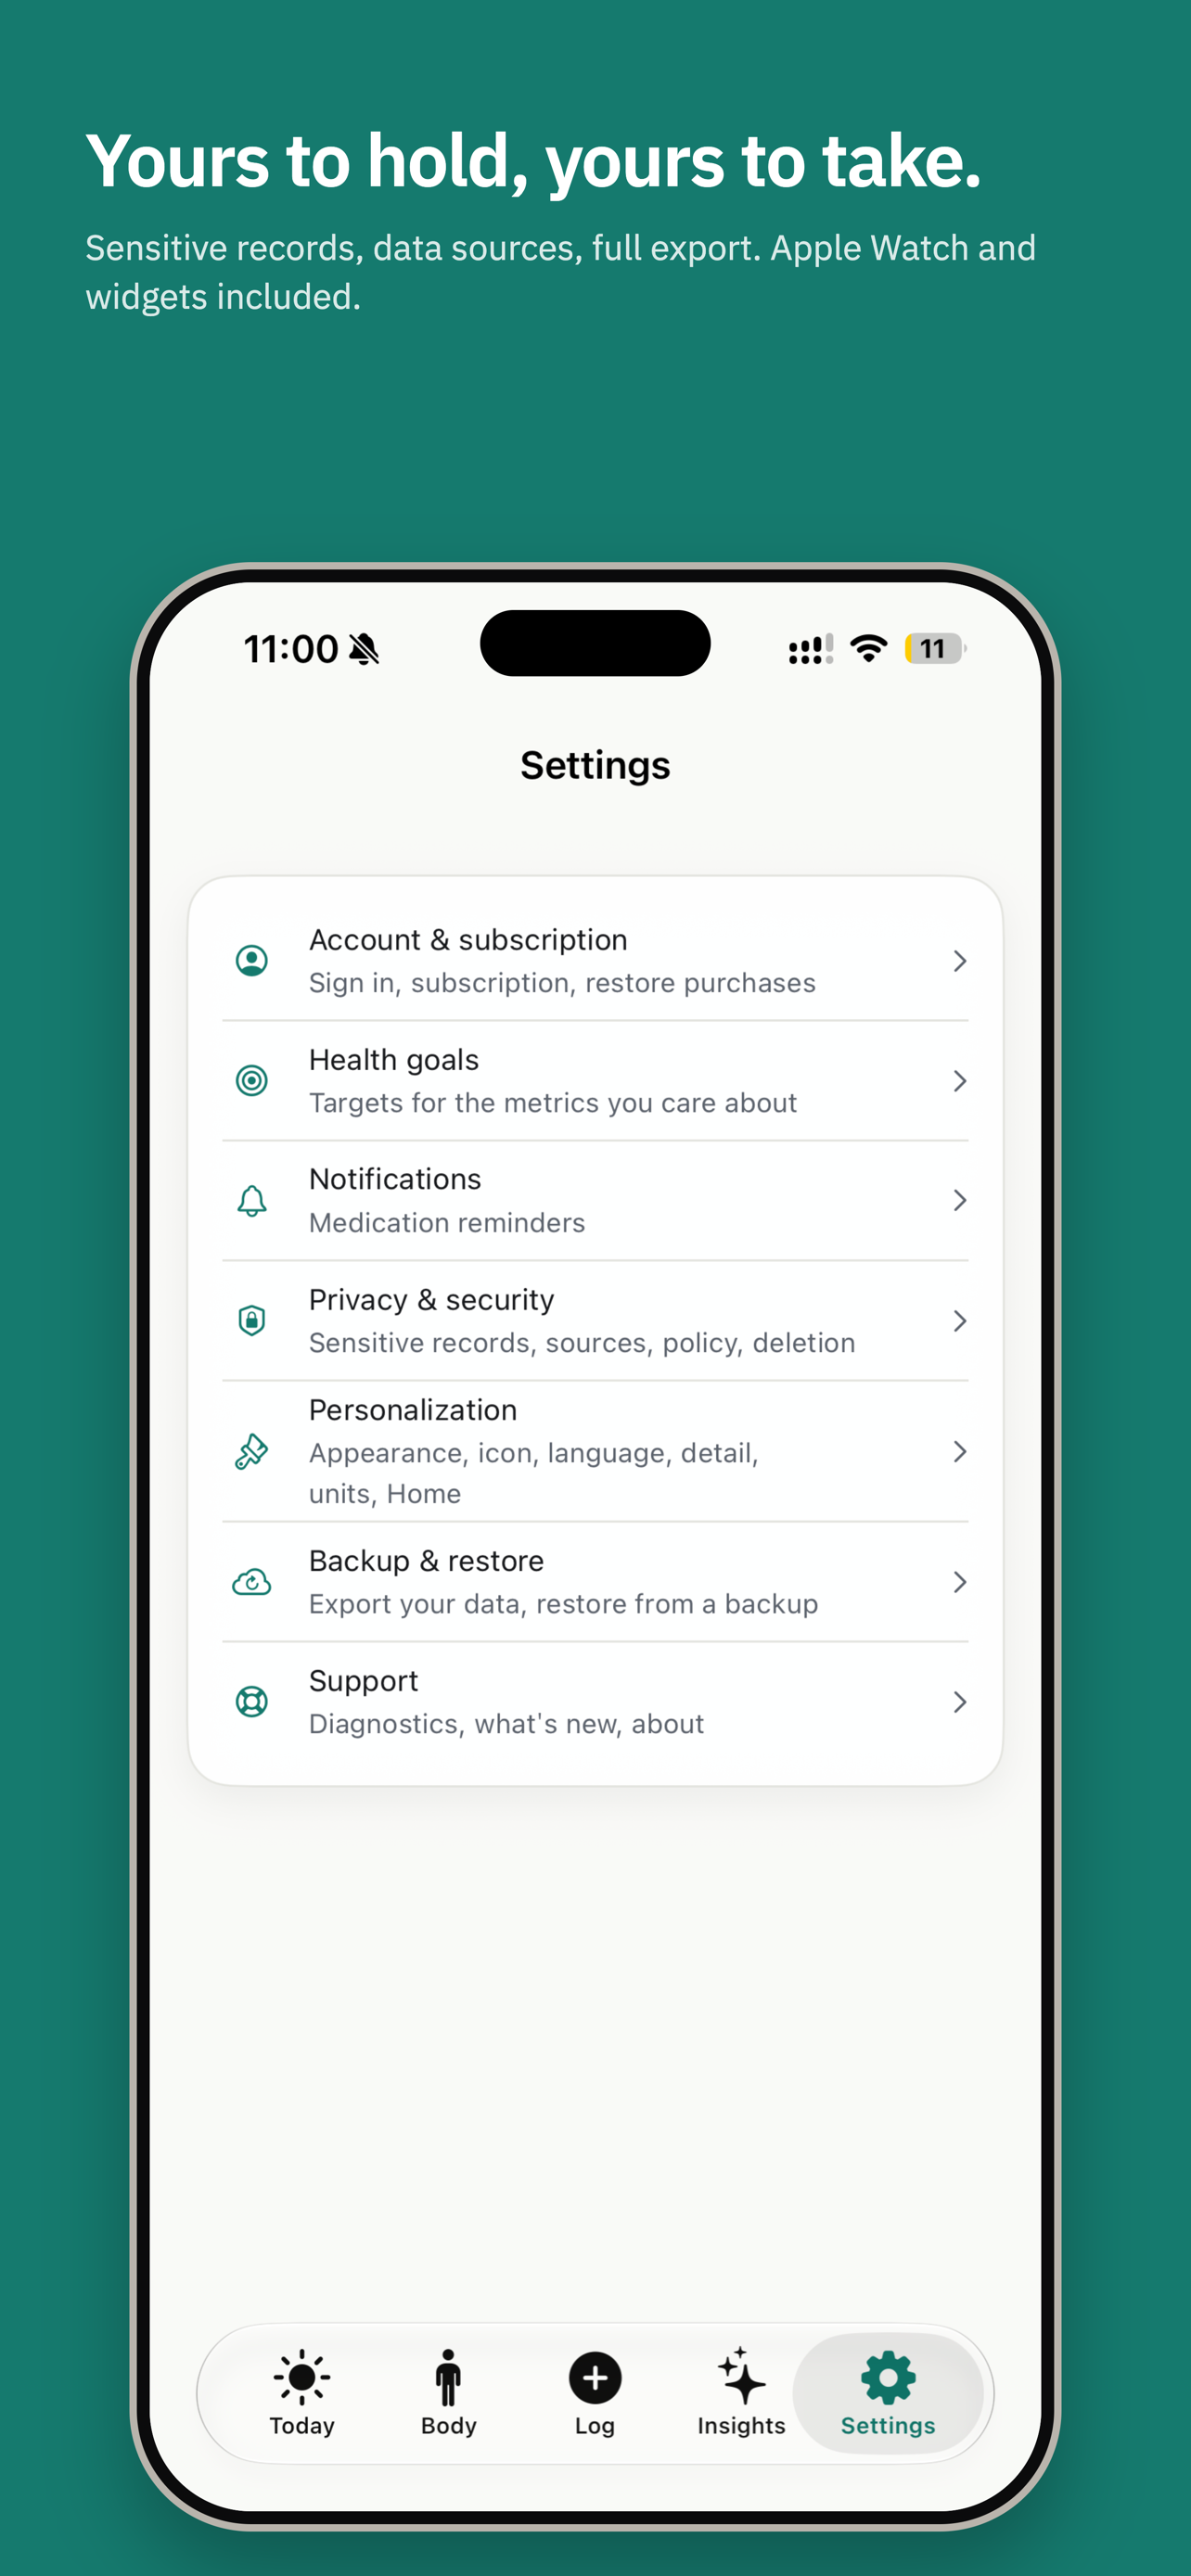 Yours to hold, yours to take.
Sensitive records, data sources, full export. Apple Watch and
widgets included.
11:00
11
Settings
Account & subscription
Sign in, subscription, restore purchases
Health goals
Targets for the metrics you care about
Notifications
Medication reminders
Privacy & security
Sensitive records, sources, policy, deletion
Personalization
Appearance, icon, language, detail,
units, Home
Backup & restore
Export your data, restore from a backup
Support
Diagnostics, what's new, about
Today
Body
Log
Insights
Settings